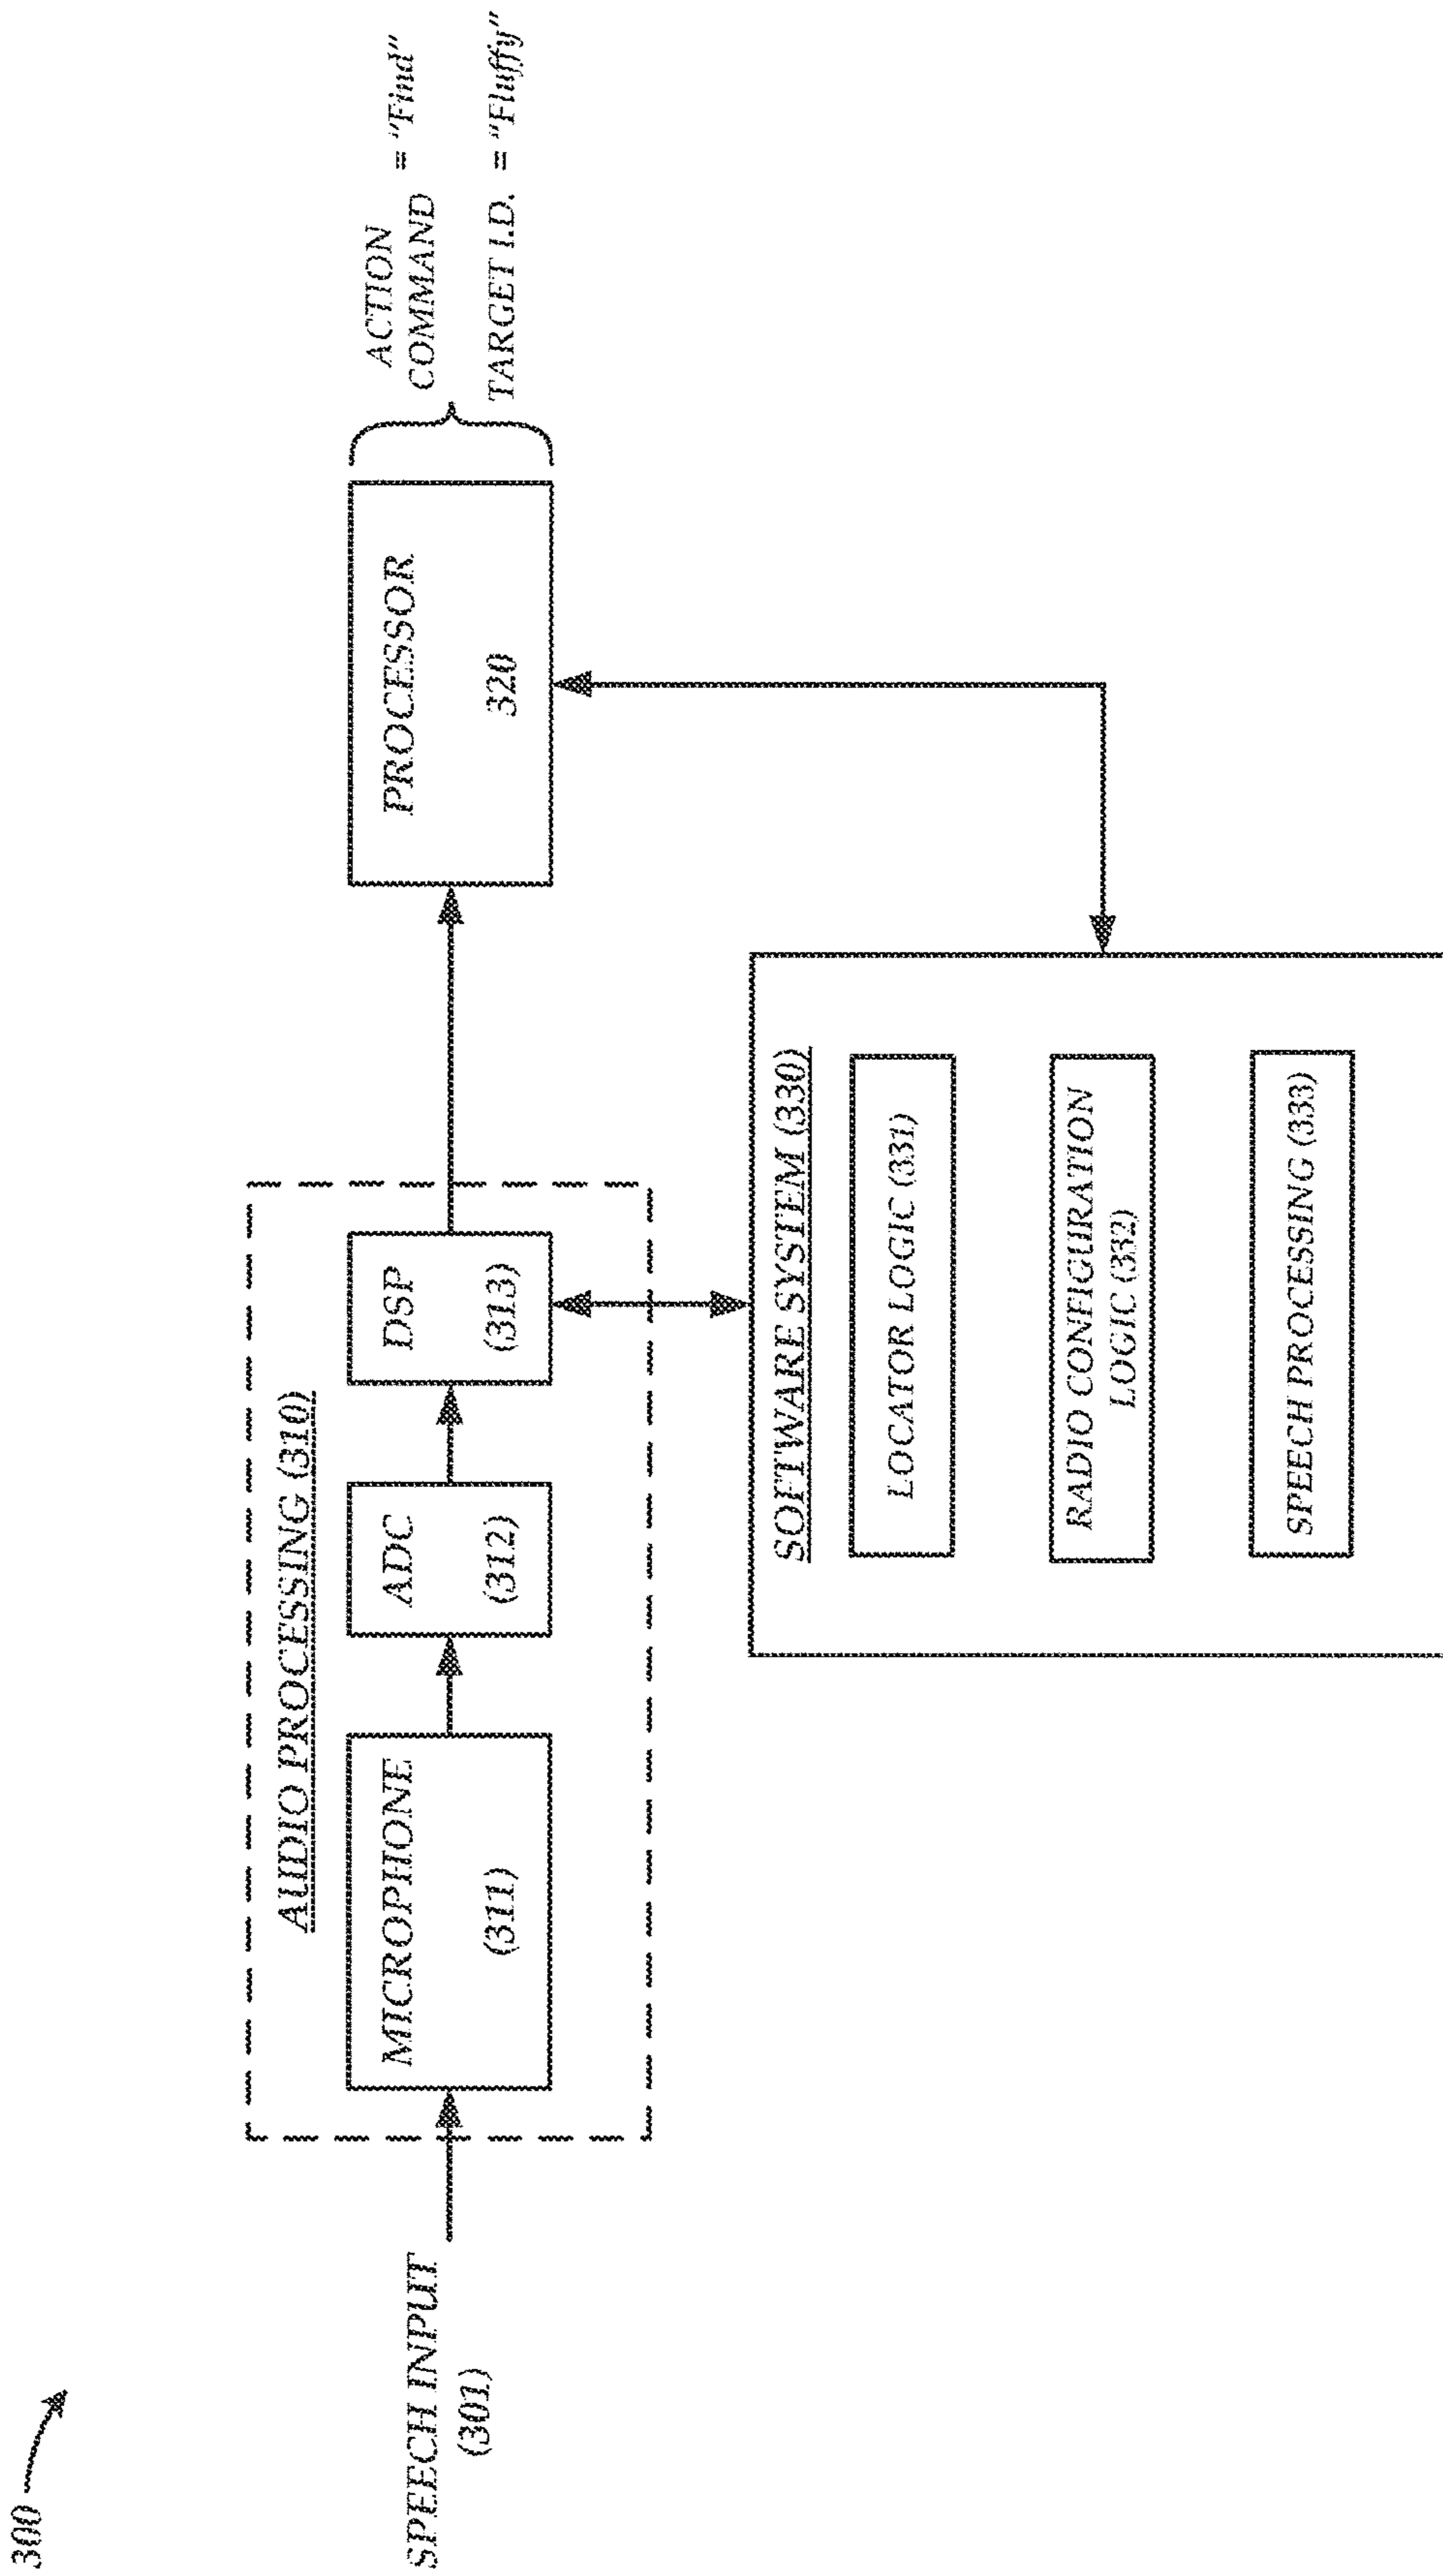 300
SPEECH INPUT
(301)
AUDIO PROCESSING (310)
MICROPHONE
(311)
ADC
(312)
DSP
(313)
PROCESSOR
320
ACTION
COMMAND = "Find"
TARGET I.D. = "Fluffy"
SOFTWARE SYSTEM (330)
LOCATOR LOGIC (331)
RADIO CONFIGURATION
LOGIC (332)
SPEECH PROCESSING (333)